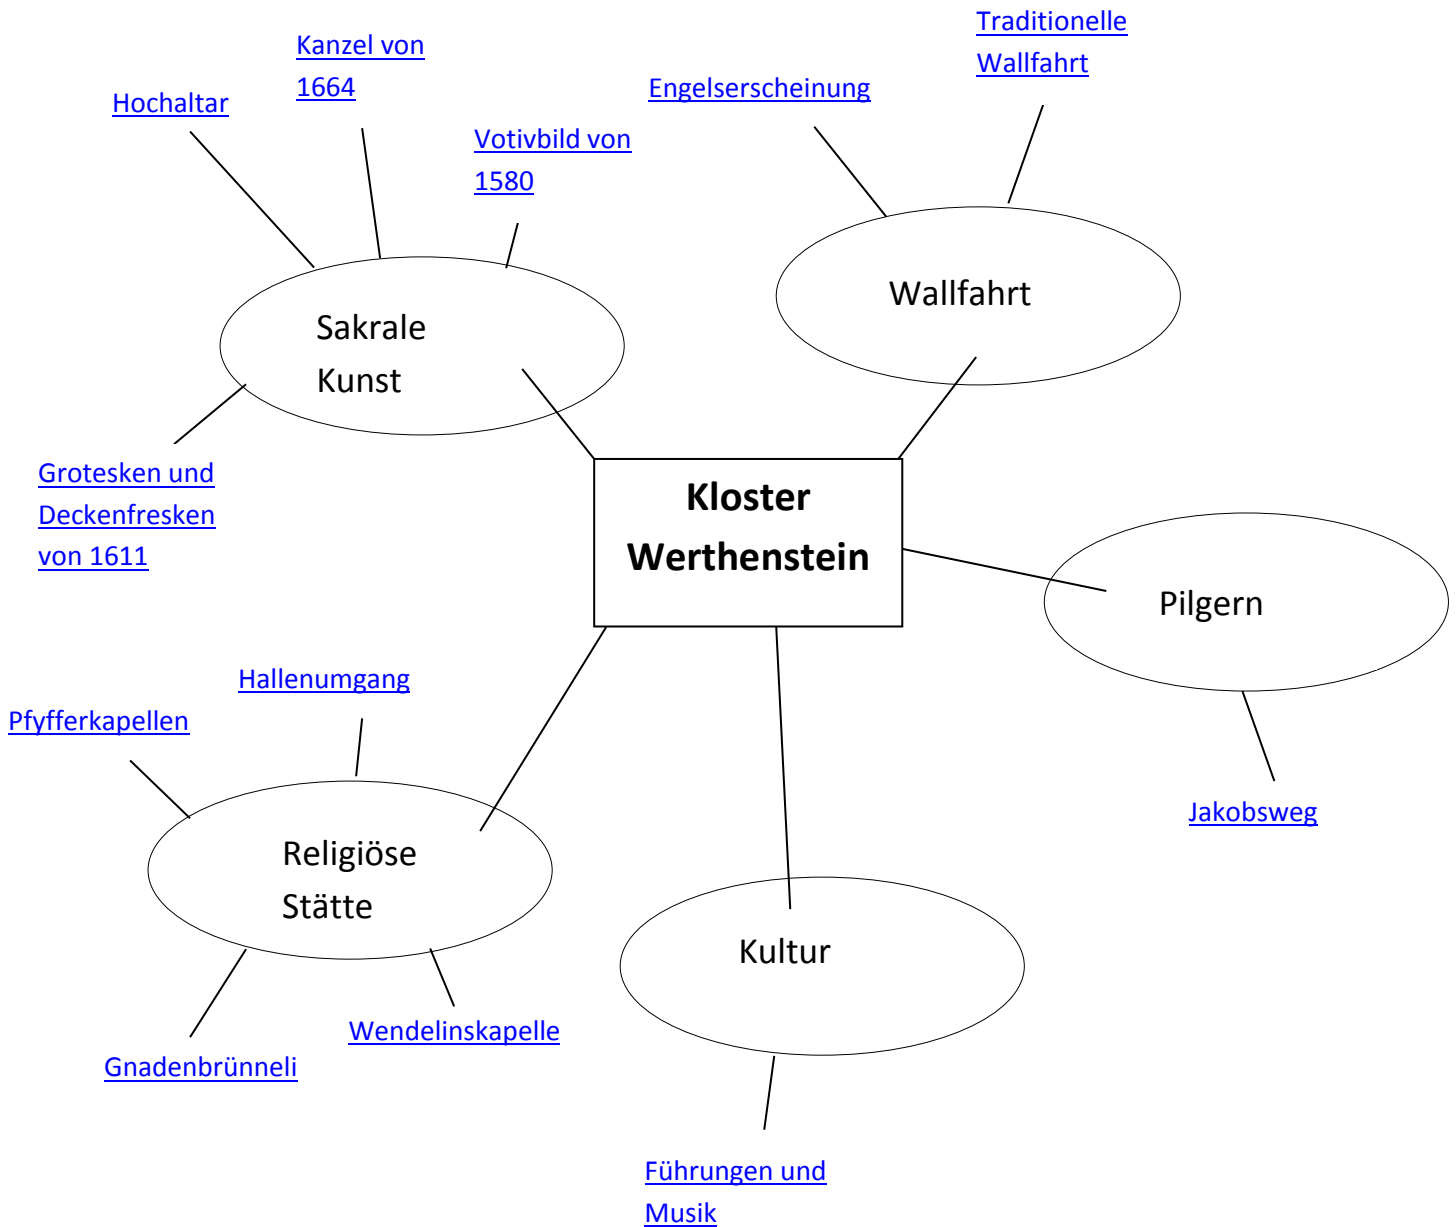 Traditionelle
Wallfahrt
Kanzel von
1664
Engelserscheinung
Hochaltar
Votivbild von
1580
Wallfahrt
Sakrale
Kunst
Grotesken und
Deckenfresken
von 1611
Kloster
Werthenstein
Pilgern
Hallenumgang
Pfyfferkapellen
Jakobsweg
Religiöse
Stätte
Kultur
Wendelinskapelle
Gnadenbrünneli
Führungen und
Musik